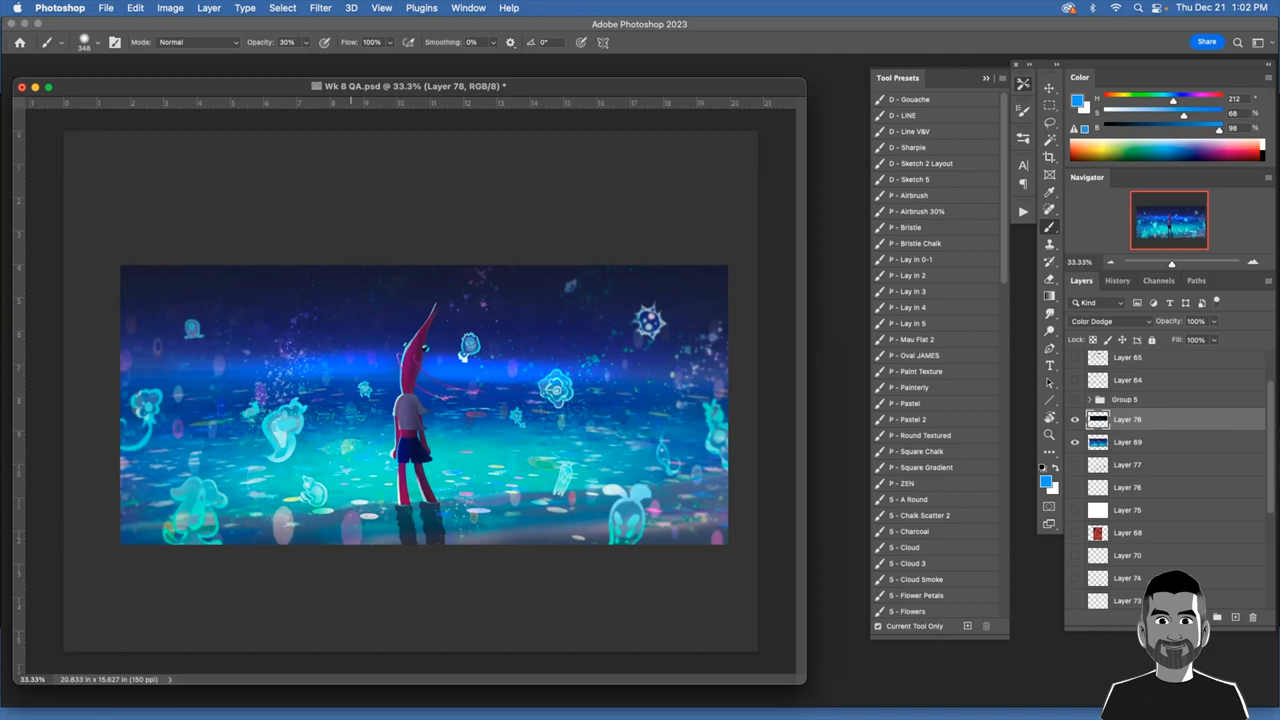 Photoshop File Edit Image Layer Type Select Filter 3D View Plugins Window Help Thu Dec 21 1:02 PM
Adobe Photoshop 2023
348 Mode: Normal Opacity: 30% Flow: 100% Smoothing: 0% 0° Share
Wk 8 QA.psd @ 33.3% (Layer 78, RGB/8) *
33.33% 20.833 in x 15.627 in (150 ppi)
Tool Presets
D - Gouache
D - LINE
D - Line V&V
D - Sharpie
D - Sketch 2 Layout
D - Sketch 5
P - Airbrush
P - Airbrush 30%
P - Bristle
P - Bristle Chalk
P - Lay In 0-1
P - Lay In 2
P - Lay In 3
P - Lay In 4
P - Lay In 5
P - Mau Flat 2
P - Oval JAMES
P - Paint Texture
P - Painterly
P - Pastel
P - Pastel 2
P - Round Textured
P - Square Chalk
P - Square Gradient
P - ZEN
S - A Round
S - Chalk Scatter 2
S - Charcoal
S - Cloud
S - Cloud 3
S - Cloud Smoke
S - Flower Petals
S - Flowers
Current Tool Only
Color
H 212 °
S 68 %
B 98 %
Navigator
33.33%
Layers History Channels Paths
Kind
Color Dodge Opacity: 100%
Lock: Fill: 100%
Layer 65
Layer 64
Group 5
Layer 78
Layer 69
Layer 77
Layer 76
Layer 75
Layer 68
Layer 70
Layer 74
Layer 73